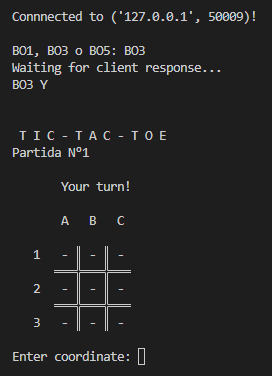 Connnected to ('127.0.0.1', 50009)!
BO1, BO3 o BO5: BO3
Waiting for client response...
BO3 Y
T I C - T A C - T O E
Partida Nº1
Your turn!
A B C
1 - ║ - ║ -
══╬═══╬══
2 - ║ - ║ -
══╬═══╬══
3 - ║ - ║ -
Enter coordinate: